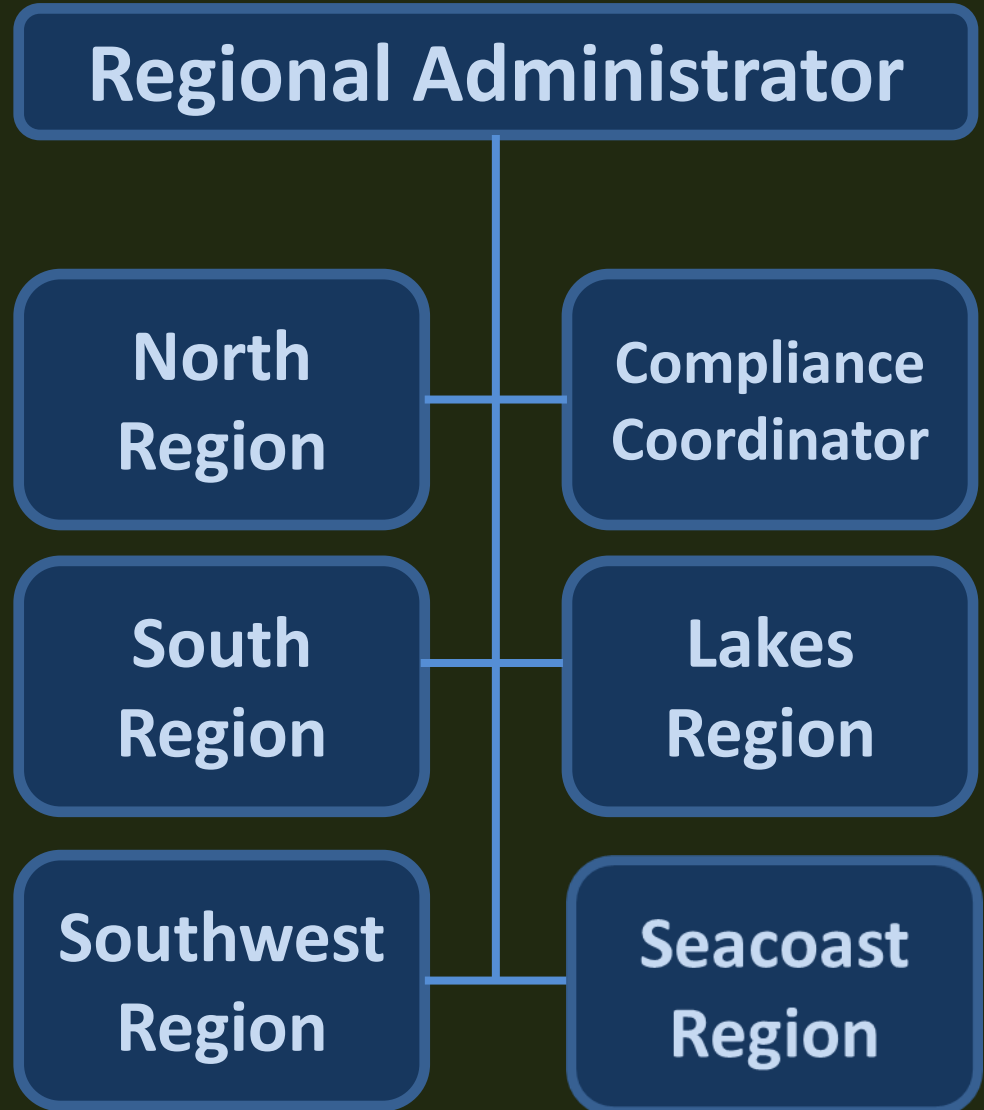 Regional Administrator
North
Region
Compliance
Coordinator
South
Region
Lakes
Region
Southwest
Region
Seacoast
Region